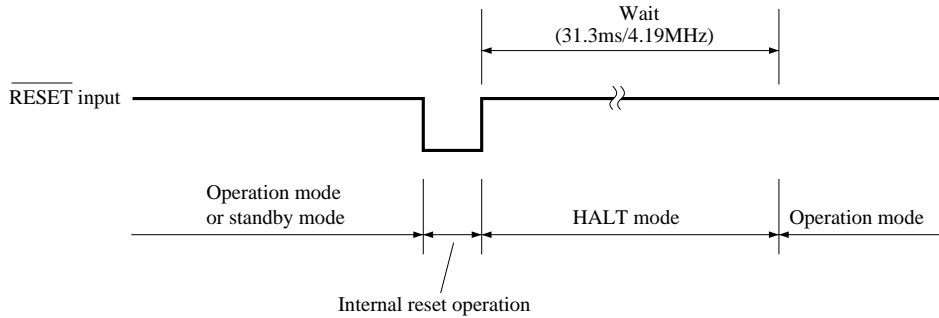 Wait
(31.3ms/4.19MHz)
RESET input
Operation mode
or standby mode
HALT mode
Operation mode
Internal reset operation